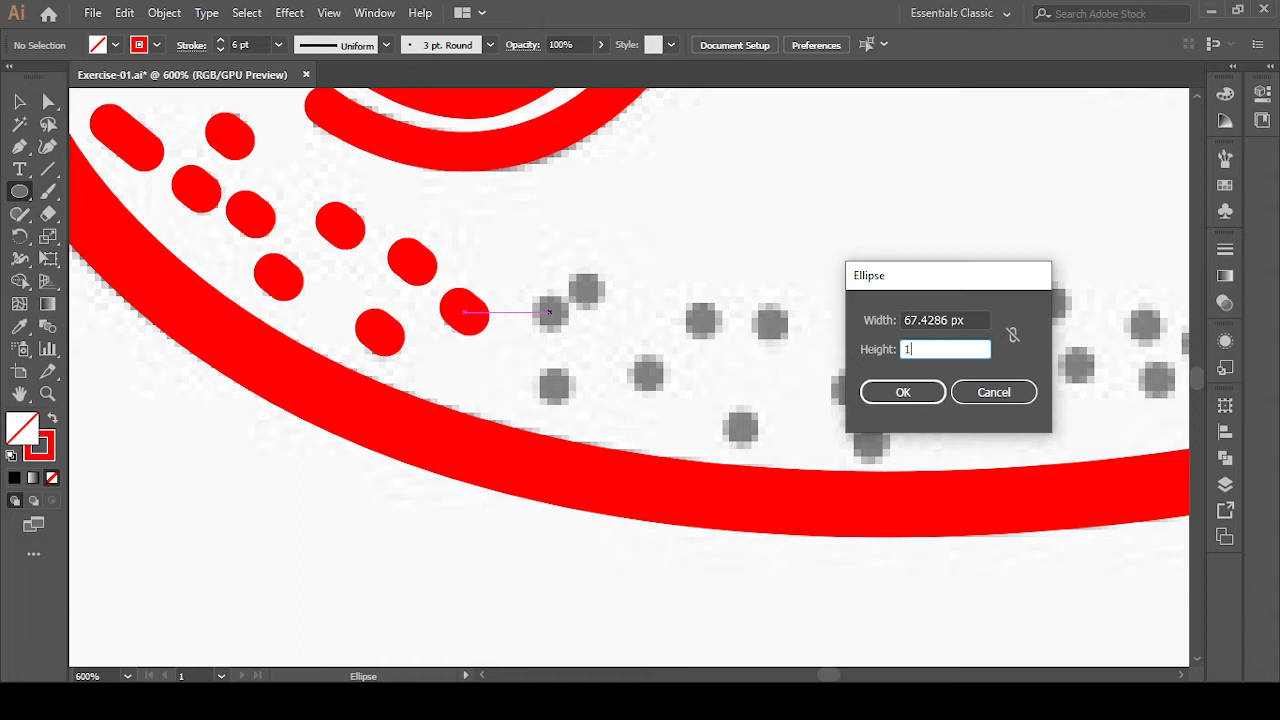 Ai File Edit Object Type Select Effect View Window Help Essentials Classic Search Adobe Stock
No Selection Stroke: 6 pt Uniform 3 pt. Round Opacity: 100% Style: Document Setup Preferences
Exercise-01.ai* @ 600% (RGB/GPU Preview)
Ellipse
Width: 67.4286 px
Height: 1
OK Cancel
600% 1 Ellipse